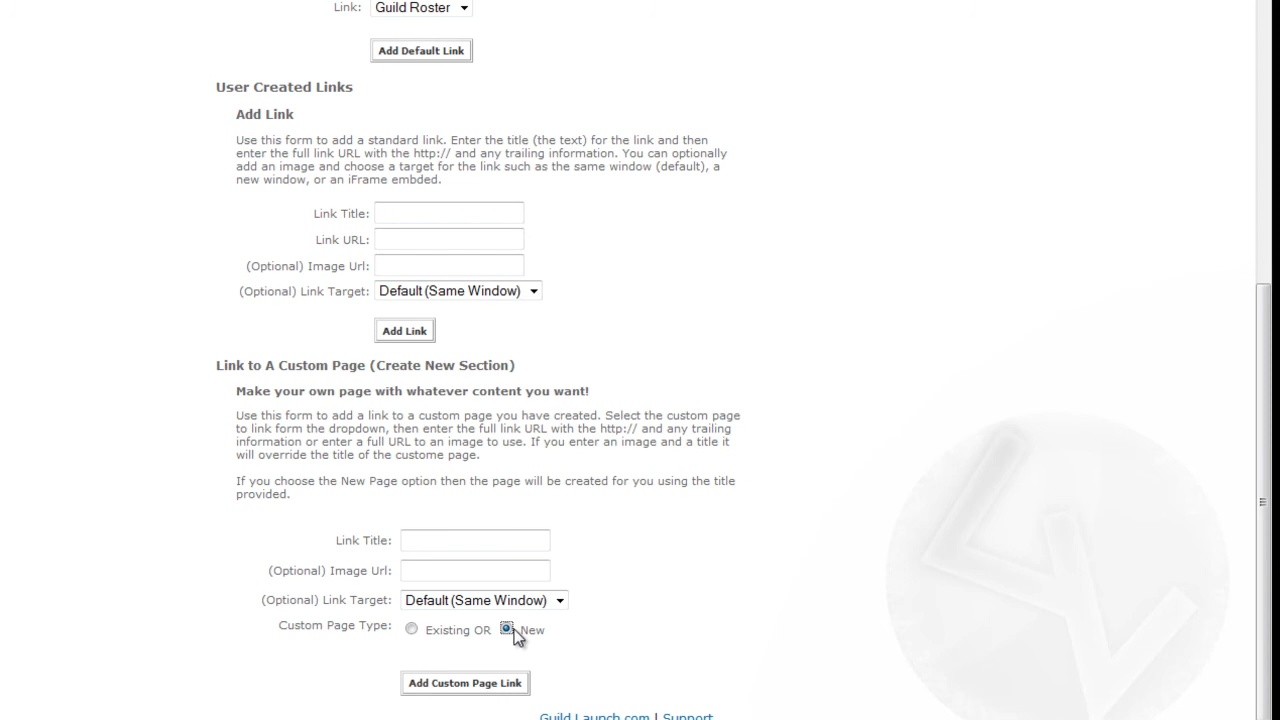 Link: Guild Roster
Add Default Link
User Created Links
Add Link
Use this form to add a standard link. Enter the title (the text) for the link and then
enter the full link URL with the http:// and any trailing information. You can optionally
add an image and choose a target for the link such as the same window (default), a
new window, or an iFrame embded.
Link Title:
Link URL:
(Optional) Image Url:
(Optional) Link Target: Default (Same Window)
Add Link
Link to A Custom Page (Create New Section)
Make your own page with whatever content you want!
Use this form to add a link to a custom page you have created. Select the custom page
to link form the dropdown, then enter the full link URL with the http:// and any trailing
information or enter a full URL to an image to use. If you enter an image and a title it
will override the title of the custome page.
If you choose the New Page option then the page will be created for you using the title
provided.
Link Title:
(Optional) Image Url:
(Optional) Link Target: Default (Same Window)
Custom Page Type: Existing OR New
Add Custom Page Link
Guild Launch.com | Support